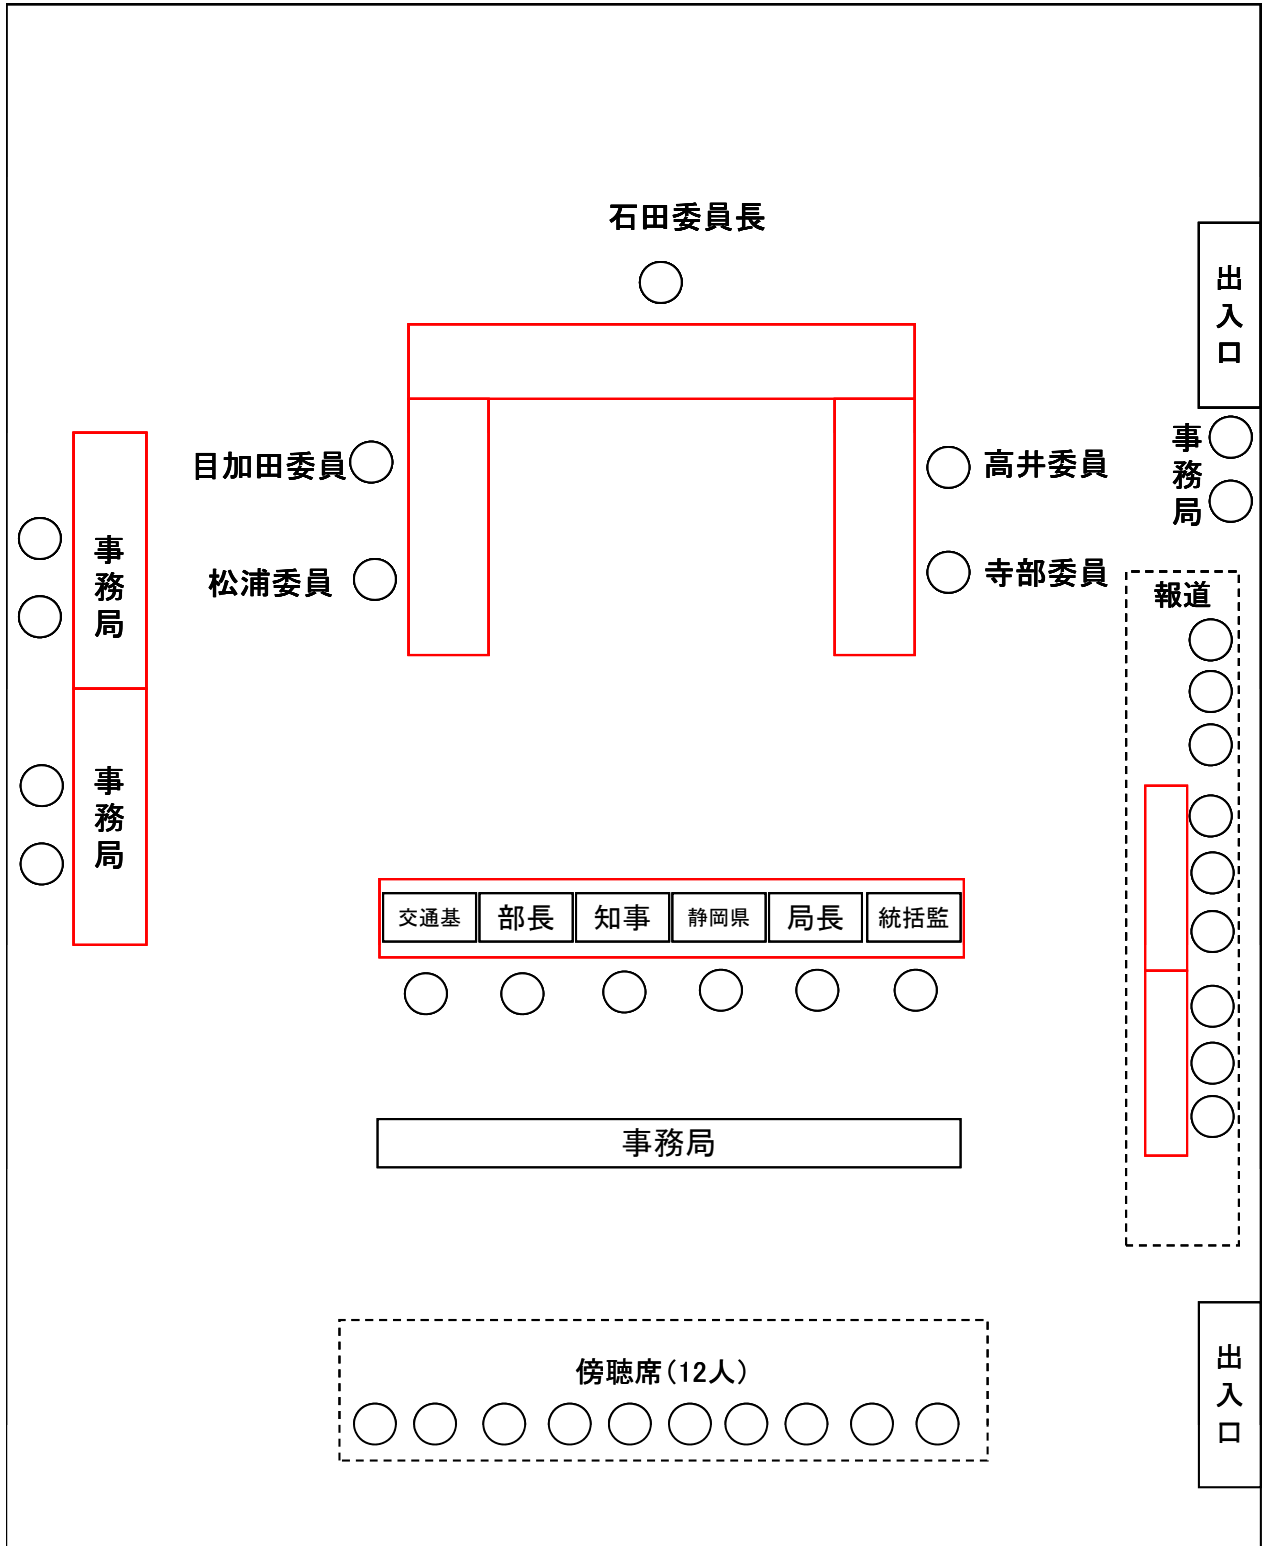 石田委員長
出入口
目加田委員
高井委員
事務局
松浦委員
寺部委員
事務局
報道
事務局
交通基
部長
知事
静岡県
局長
統括監
事務局
傍聴席(12人)
出入口